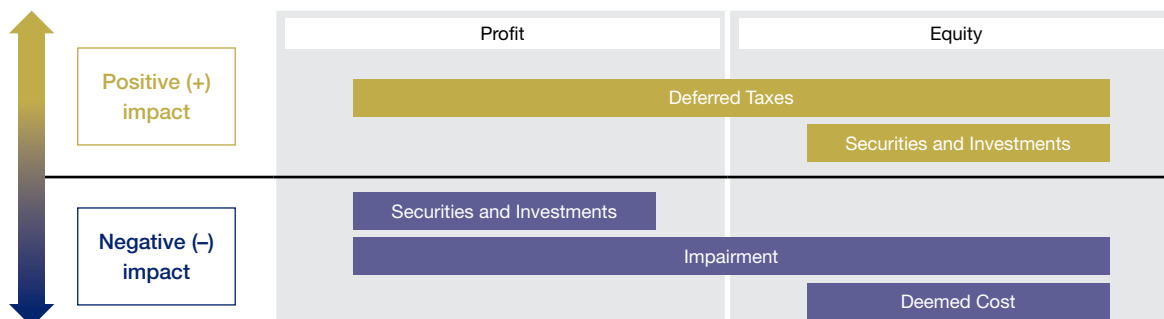 Profit
Equity
Positive (+)
impact
Deferred Taxes
Securities and Investments
Securities and Investments
Negative (–)
impact
Impairment
Deemed Cost